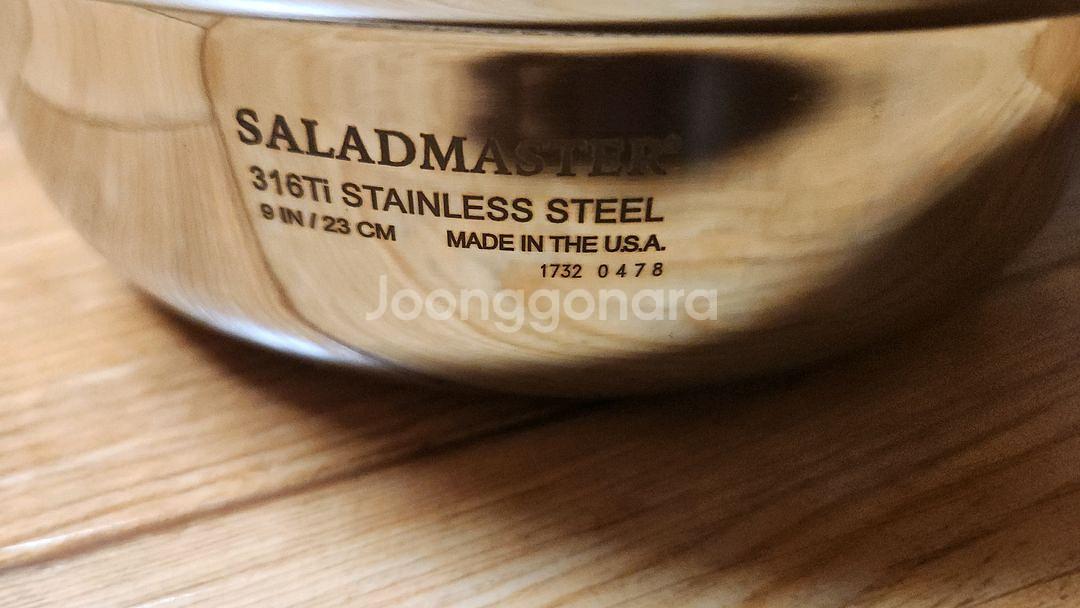 SALADMASTER®
316Ti STAINLESS STEEL
9 IN / 23 CM MADE IN THE U.S.A.
1732 0478
Joonggonara